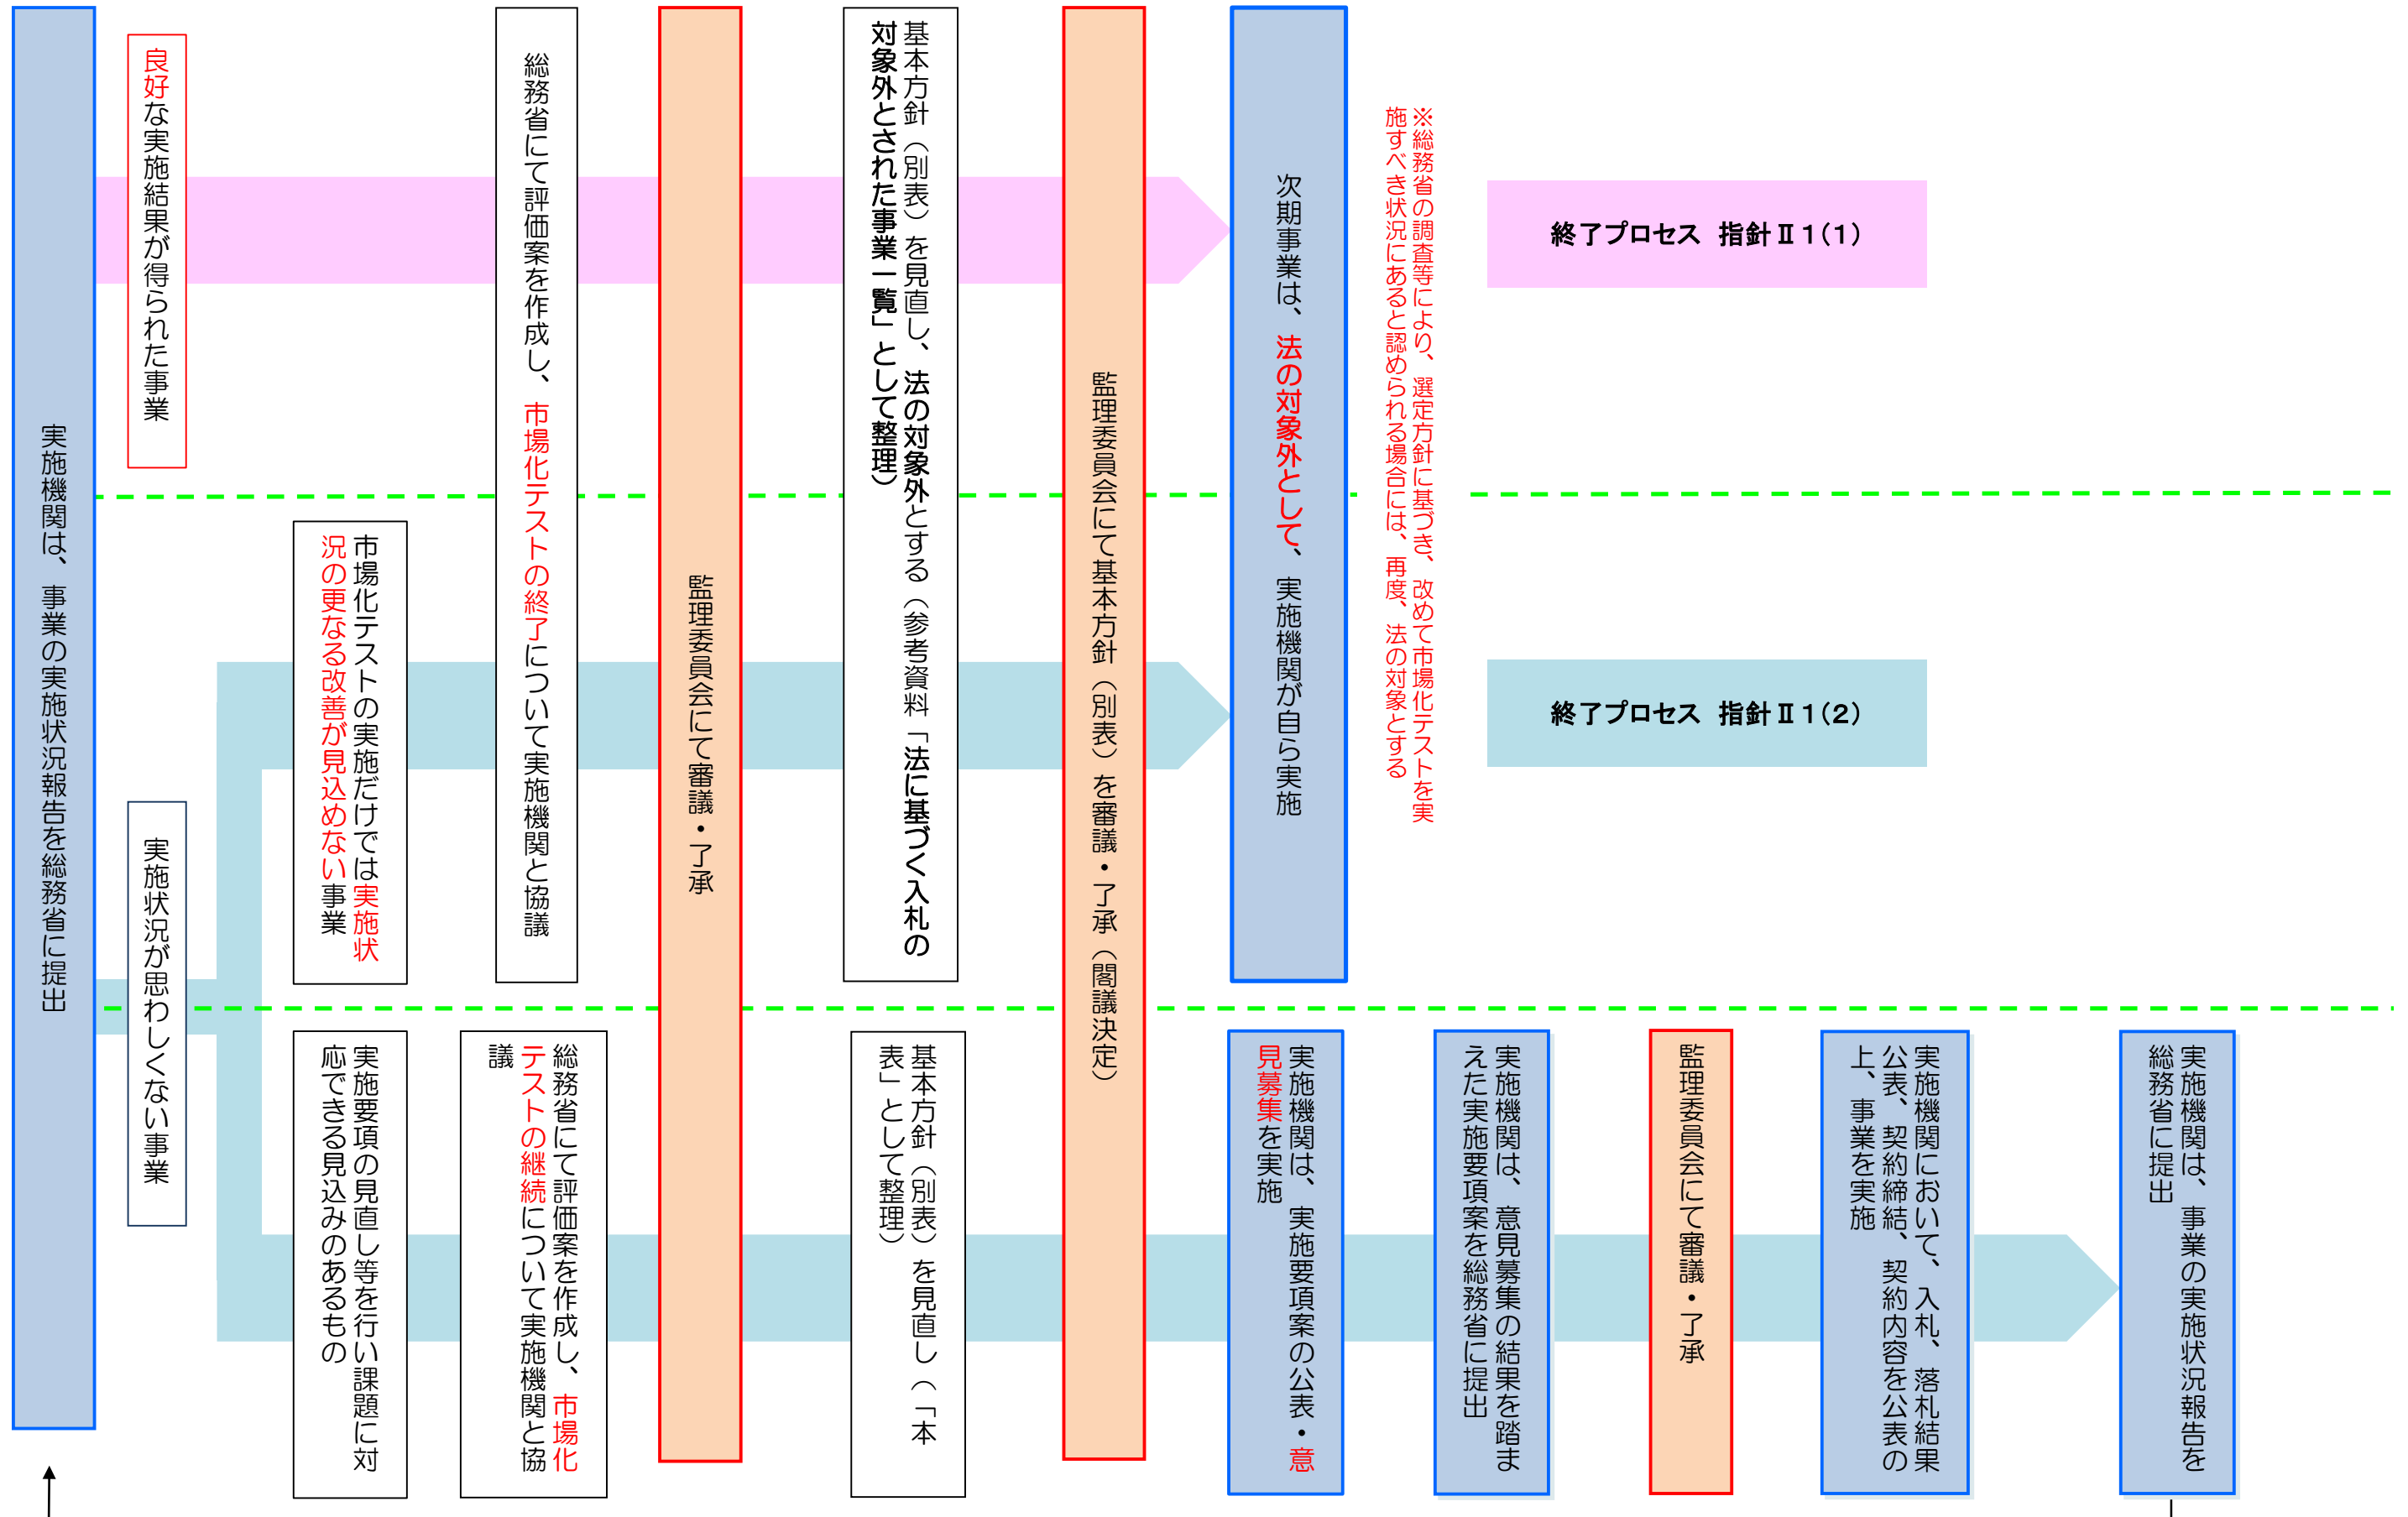 実施機関は、事業の実施状況報告を総務省に提出
良好な実施結果が得られた事業
実施状況が思わしくない事業
市場化テストの実施だけでは実施状
況の更なる改善が見込めない事業
実施要項の見直し等を行い課題に対
応できる見込みのあるもの
総務省にて評価案を作成し、市場化テストの終了について実施機関と協議
総務省にて評価案を作成し、市場化
テストの継続について実施機関と協
議
監理委員会にて審議・了承
基本方針（別表）を見直し、法の対象外とする（参考資料「法に基づく入札の
対象外とされた事業一覧」として整理）
基本方針（別表）を見直し（「本
表」として整理）
監理委員会にて基本方針（別表）を審議・了承（閣議決定）
次期事業は、法の対象外として、実施機関が自ら実施
※総務省の調査等により、選定方針に基づき、改めて市場化テストを実
施すべき状況にあると認められる場合には、再度、法の対象とする
終了プロセス 指針Ⅱ１（１）
終了プロセス 指針Ⅱ１（２）
実施機関は、実施要項案の公表・意
見募集を実施
実施機関は、意見募集の結果を踏ま
えた実施要項案を総務省に提出
監理委員会にて審議・了承
実施機関において、入札、落札結果
公表、契約締結、契約内容を公表の
上、事業を実施
実施機関は、事業の実施状況報告を
総務省に提出